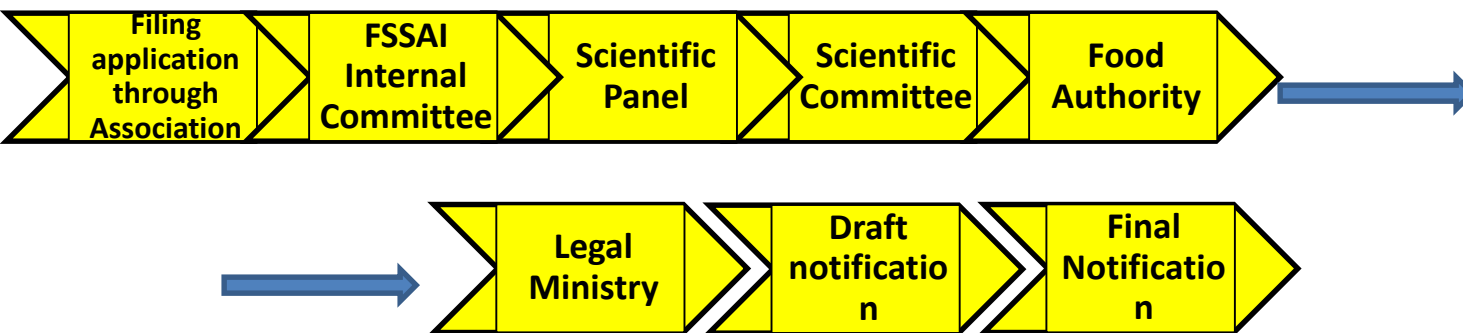 Filing
application
through
Association
FSSAI
Internal
Committee
Scientific
Panel
Scientific
Committee
Food
Authority
Legal
Ministry
Draft
notificatio
n
Final
Notificatio
n